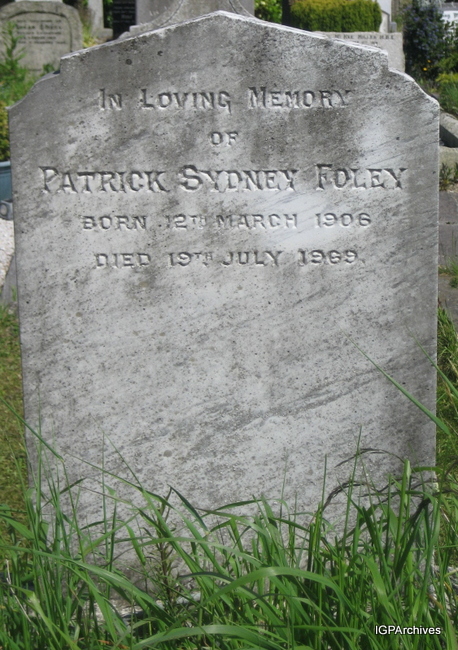 In Loving Memory
OF
Patrick Sydney Foley
BORN 12TH MARCH 1906
DIED 19TH JULY 1969.
IGPArchives